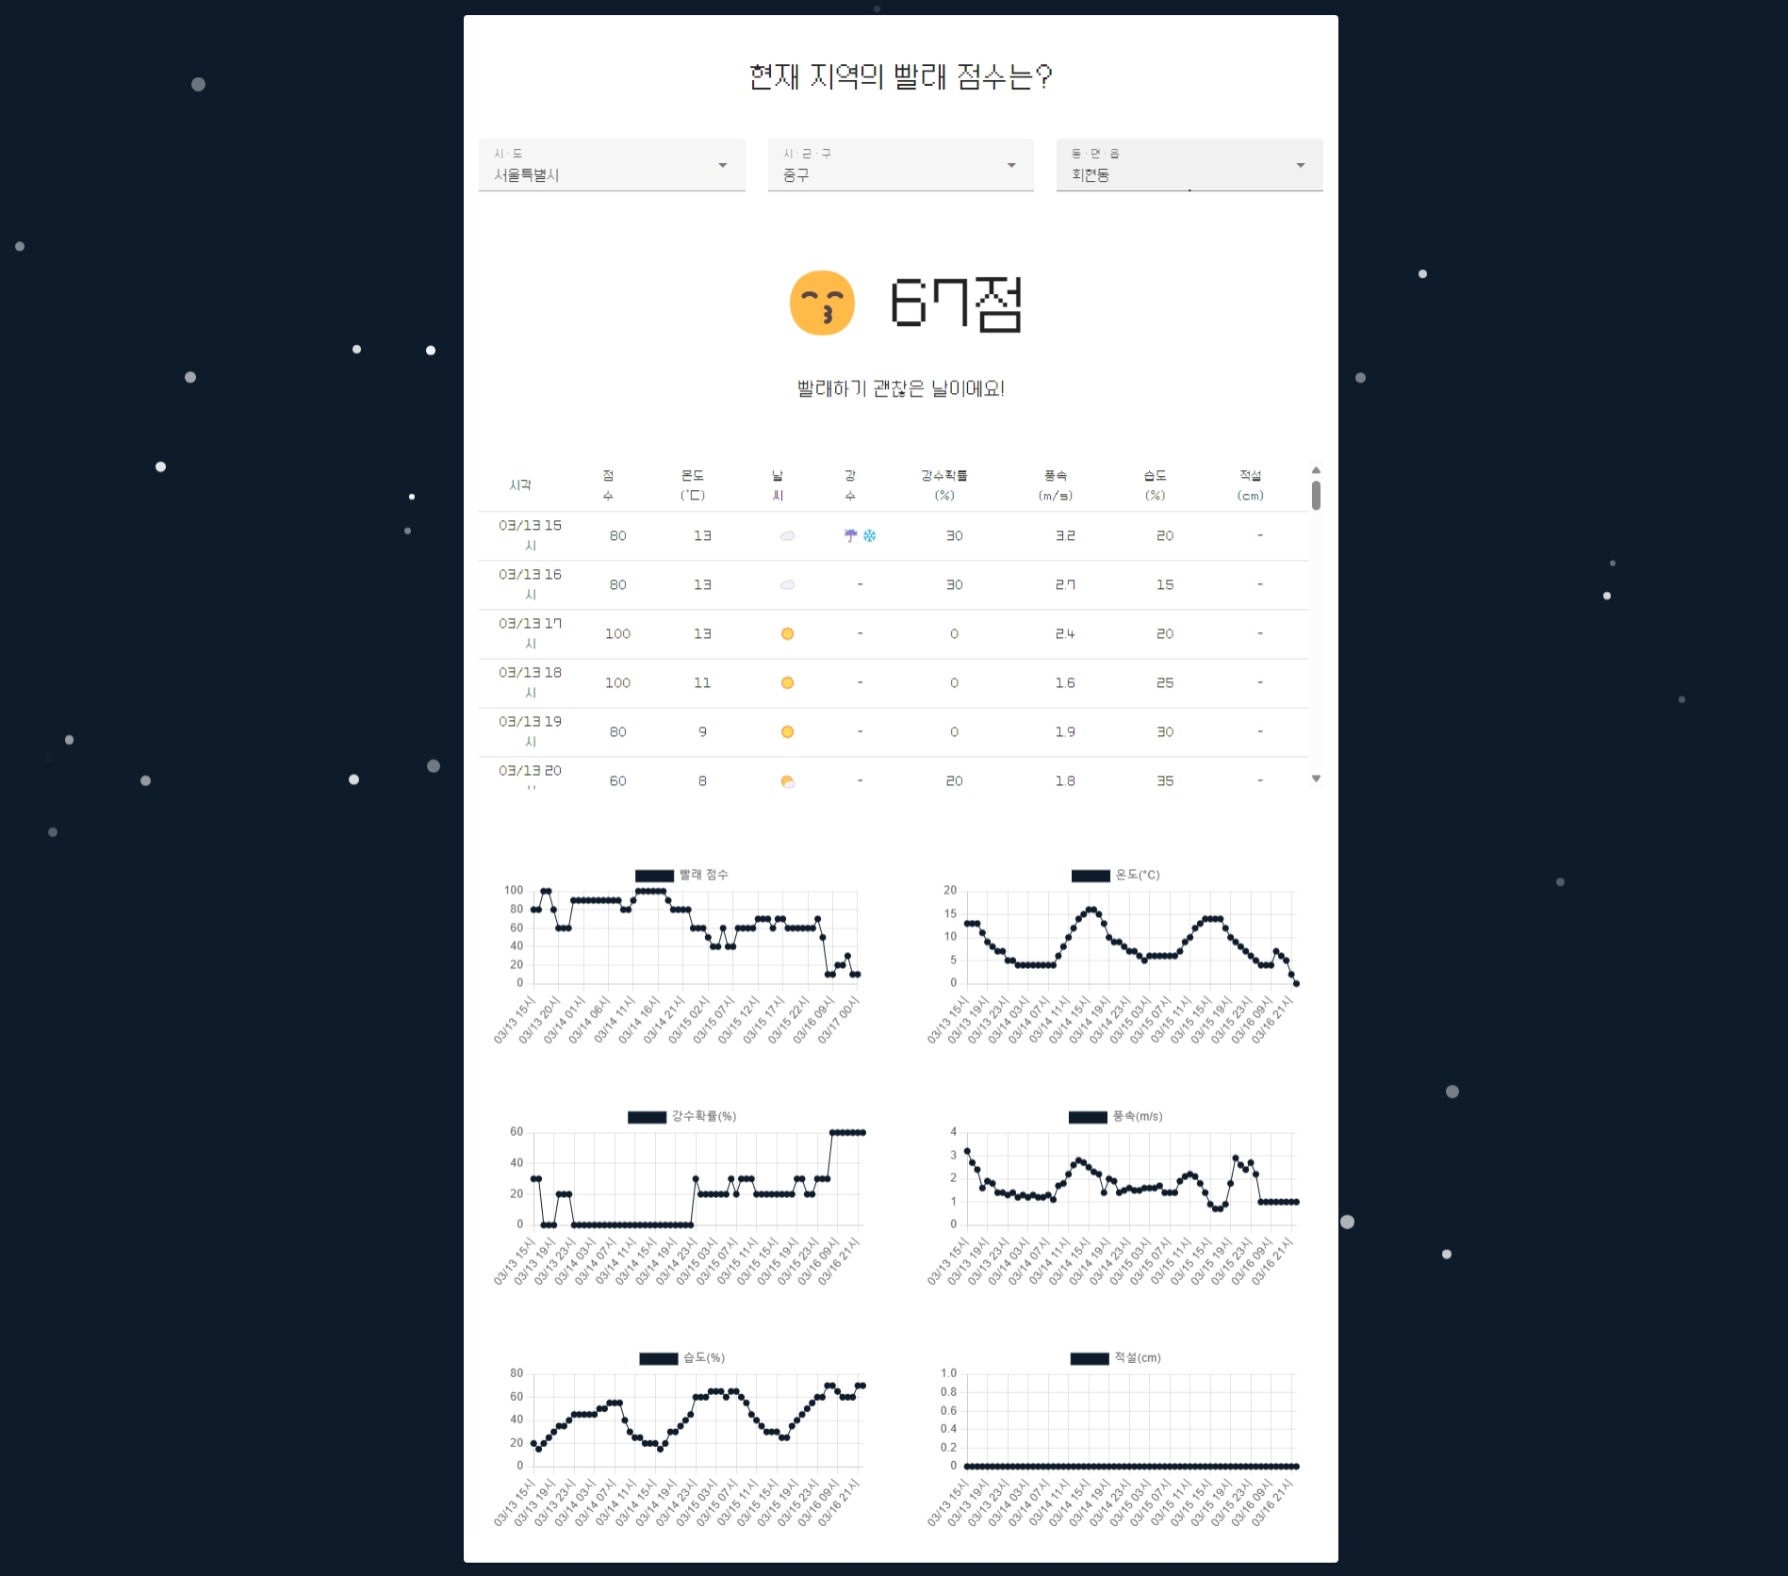 현재 지역의 빨래 점수는?
시·도
서울특별시
시·군·구
중구
동·면·읍
회현동
67점
빨래하기 괜찮은 날이에요!
시각 점수 온도(℃) 날씨 강수 강수확률(%) 풍속(m/s) 습도(%) 적설(cm)
03/13 15시 80 13 30 3.2 20 -
03/13 16시 80 13 - 30 2.7 15 -
03/13 17시 100 13 - 0 2.4 20 -
03/13 18시 100 11 - 0 1.6 25 -
03/13 19시 80 9 - 0 1.9 30 -
03/13 20 60 8 - 20 1.8 35 -
빨래 점수
100
80
60
40
20
0
03/13 15시 03/13 20시 03/14 01시 03/14 06시 03/14 11시 03/14 16시 03/14 21시 03/15 02시 03/15 07시 03/15 12시 03/15 17시 03/15 22시 03/16 09시 03/17 00시
온도(°C)
20
15
10
5
0
03/13 15시 03/13 19시 03/13 23시 03/14 03시 03/14 07시 03/14 11시 03/14 15시 03/14 19시 03/14 23시 03/15 03시 03/15 07시 03/15 11시 03/15 15시 03/15 19시 03/15 23시 03/16 09시 03/16 21시
강수확률(%)
60
40
20
0
03/13 15시 03/13 19시 03/13 23시 03/14 03시 03/14 07시 03/14 11시 03/14 15시 03/14 19시 03/14 23시 03/15 03시 03/15 07시 03/15 11시 03/15 15시 03/15 19시 03/15 23시 03/16 09시 03/16 21시
풍속(m/s)
4
3
2
1
0
03/13 15시 03/13 19시 03/13 23시 03/14 03시 03/14 07시 03/14 11시 03/14 15시 03/14 19시 03/14 23시 03/15 03시 03/15 07시 03/15 11시 03/15 15시 03/15 19시 03/15 23시 03/16 09시 03/16 21시
습도(%)
80
60
40
20
0
03/13 15시 03/13 19시 03/13 23시 03/14 03시 03/14 07시 03/14 11시 03/14 15시 03/14 19시 03/14 23시 03/15 03시 03/15 07시 03/15 11시 03/15 15시 03/15 19시 03/15 23시 03/16 09시 03/16 21시
적설(cm)
1.0
0.8
0.6
0.4
0.2
0
03/13 15시 03/13 19시 03/13 23시 03/14 03시 03/14 07시 03/14 11시 03/14 15시 03/14 19시 03/14 23시 03/15 03시 03/15 07시 03/15 11시 03/15 15시 03/15 19시 03/15 23시 03/16 09시 03/16 21시